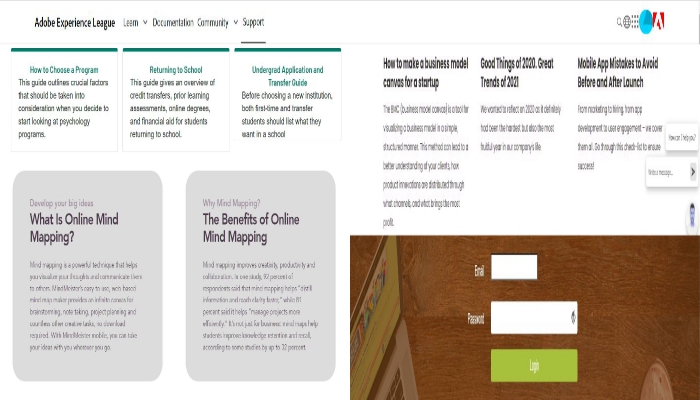 Adobe Experience League
Learn
Documentation
Community
Support
How to Choose a Program
This guide outlines crucial factors
that should be taken into
consideration when you decide to
start looking at psychology
programs.
Returning to School
This guide gives an overview of
credit transfers, prior learning
assessments, online degrees,
and financial aid for students
returning to school.
Undergrad Application and
Transfer Guide
Before choosing a new institution,
both first-time and transfer
students should list what they
want in a school
How to make a business model
canvas for a startup
The BMC (business model canvas) is a tool for
visualizing a business model in a simple,
structured manner. This method can lead to a
better understanding of your clients, how
product innovations are distributed through
what channels, and what brings the most
profit.
Good Things of 2020. Great
Trends of 2021
We wanted to reflect on 2020 as it definitely
had been the hardest but also the most
fruitful year in our company's life
Mobile App Mistakes to Avoid
Before and After Launch
From marketing to hiring, from app
development to user engagement – we cover
them all. Go through this check-list to ensure
success!
How can I help you?
Write a message...
Develop your big ideas
What Is Online Mind
Mapping?
Mind mapping is a powerful technique that helps
you visualize your thoughts and communicate them
to others. MindMeister's easy to use, web-based
mind map maker provides an infinite canvas for
brainstorming, note taking, project planning and
countless other creative tasks, no download
required. With MindMeister mobile, you can take
your ideas with you wherever you go.
Why Mind Mapping?
The Benefits of Online
Mind Mapping
Mind mapping improves creativity, productivity and
collaboration. In one study, 92 percent of
respondents said that mind mapping helps "distill
information and reach clarity faster," while 81
percent said it helps "manage projects more
efficiently." It's not just for business: mind maps help
students improve knowledge retention and recall,
according to some studies by up to 32 percent.
Email
Password
Login